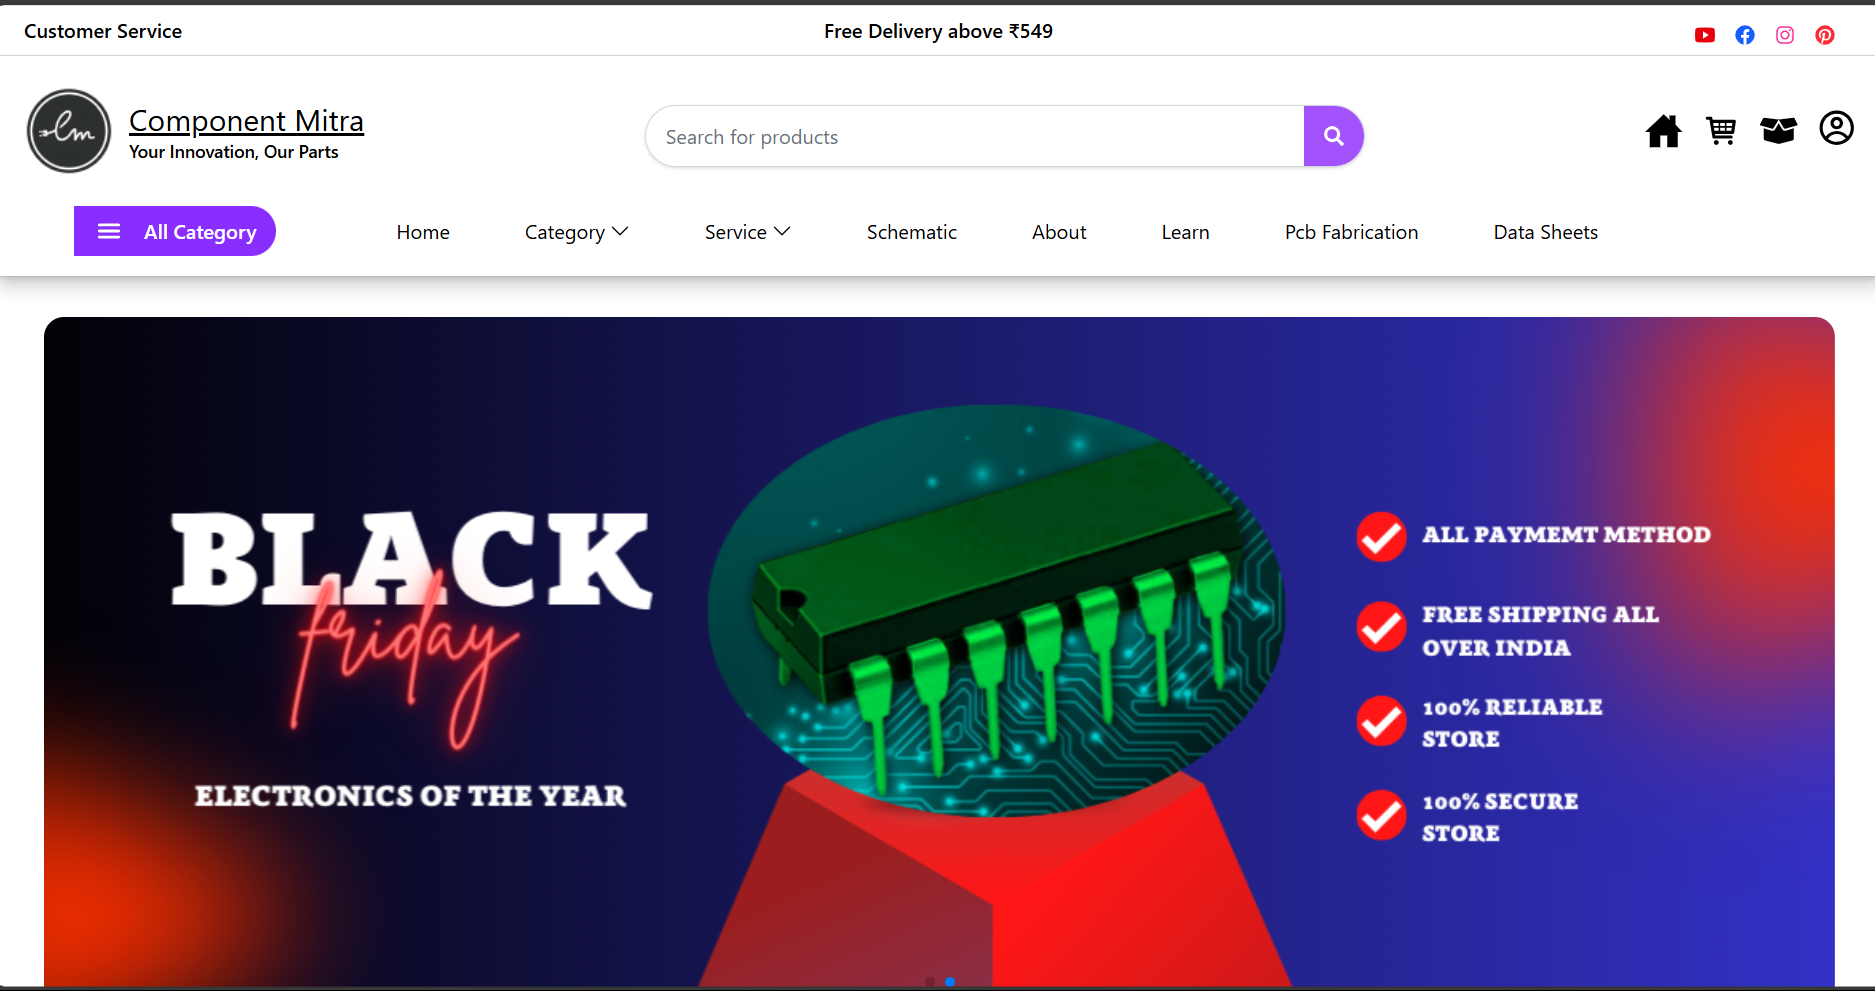 Customer Service
Free Delivery above ₹549
Component Mitra
Your Innovation, Our Parts
Search for products
All Category
Home
Category
Service
Schematic
About
Learn
Pcb Fabrication
Data Sheets
BLACK
friday
ELECTRONICS OF THE YEAR
ALL PAYMEMT METHOD
FREE SHIPPING ALL
OVER INDIA
100% RELIABLE
STORE
100% SECURE
STORE